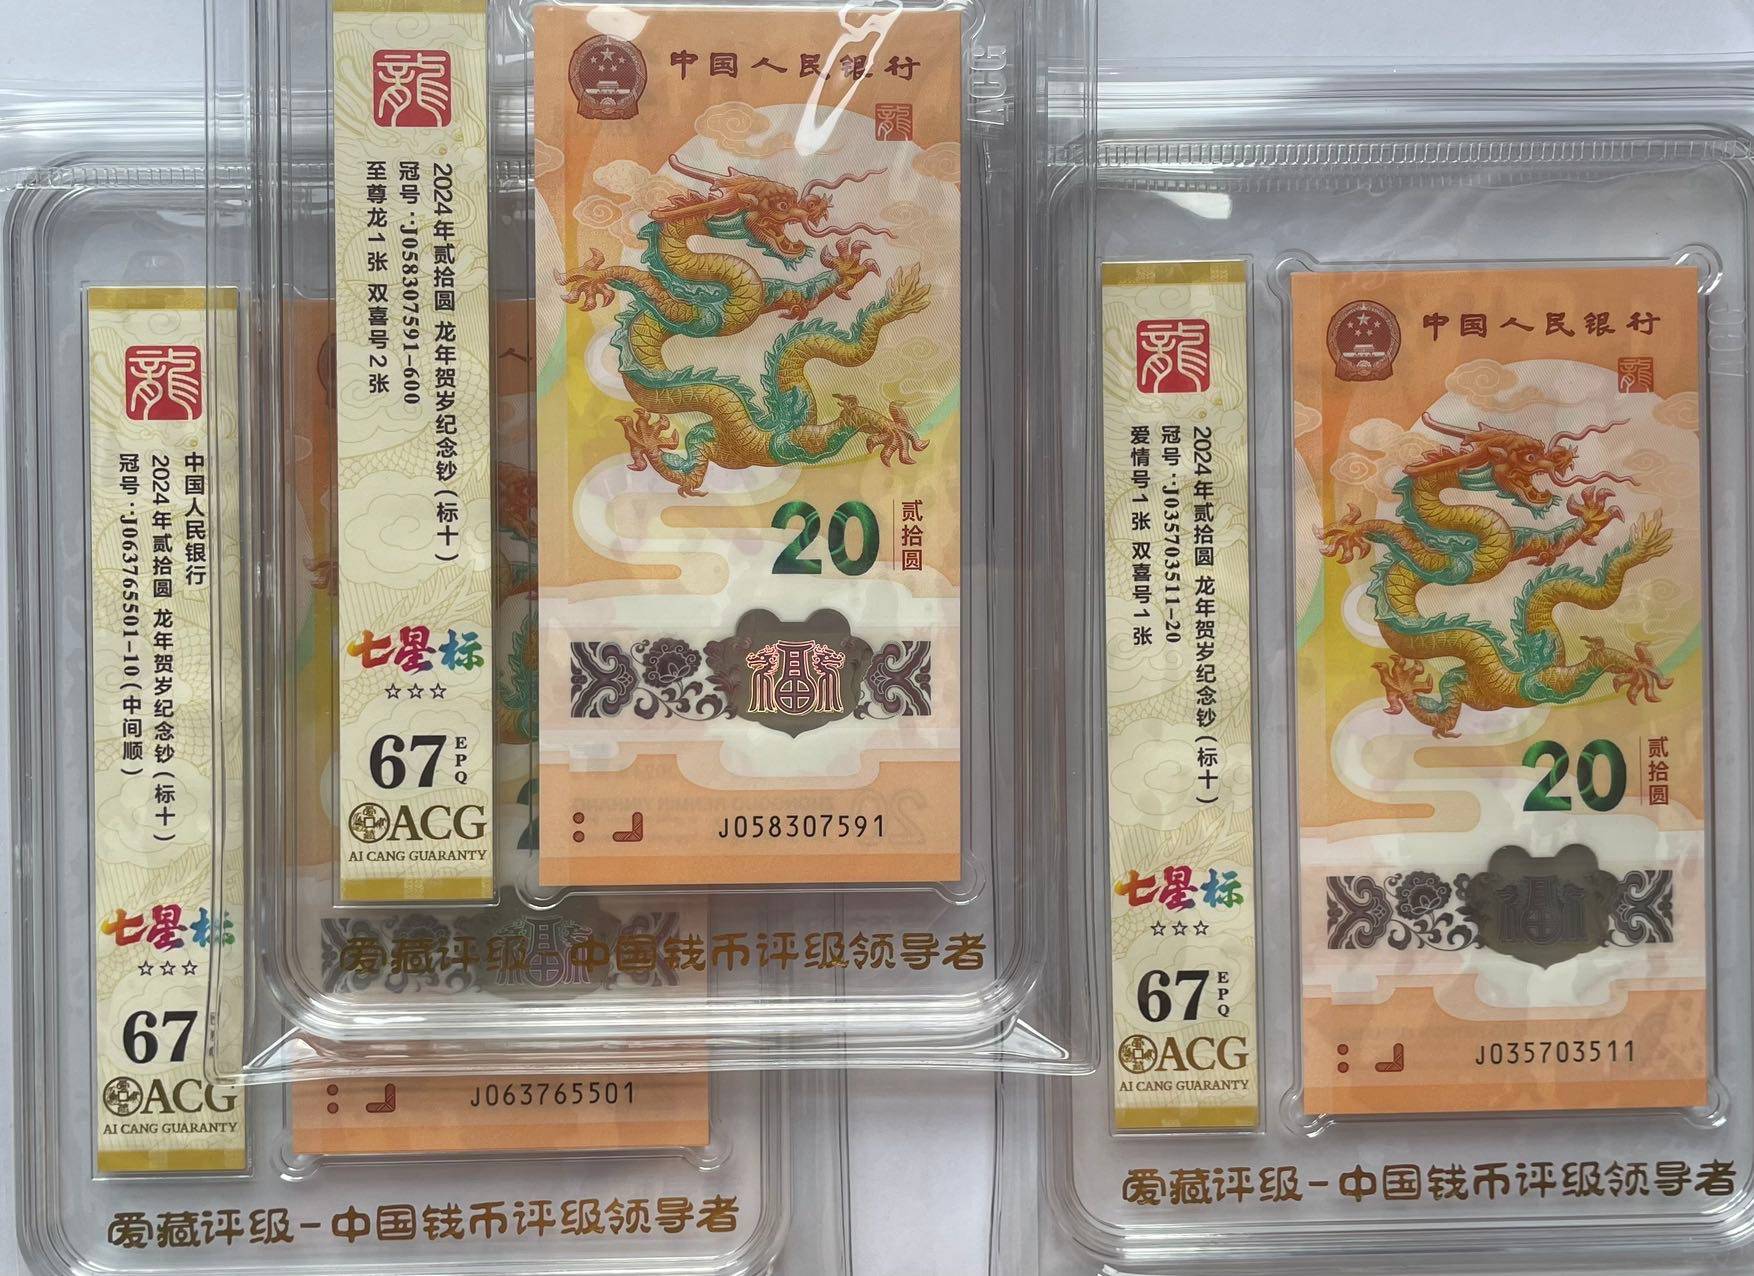 龍
中国人民银行
2024年贰拾圆 龙年贺岁纪念钞(标十)
冠号:J063765501-10(中间顺)
七星标
☆☆☆
67
ACG
AI CANG GUARANTY
J063765501
爱藏评级-中国钱币评级领导者
龍
2024年贰拾圆 龙年贺岁纪念钞(标十)
冠号:J058307591-600
至尊龙1张 双喜号2张
七星标
☆☆☆
67 EPQ
ACG
AI CANG GUARANTY
中国人民银行
龍
20
贰拾圆
福
J058307591
爱藏评级-中国钱币评级领导者
ACG
龍
2024年贰拾圆 龙年贺岁纪念钞(标十)
冠号:J035703511-20
爱情号1张 双喜号1张
七星标
☆☆☆
67 EPQ
ACG
AI CANG GUARANTY
中国人民银行
龍
20
贰拾圆
福
J035703511
爱藏评级-中国钱币评级领导者